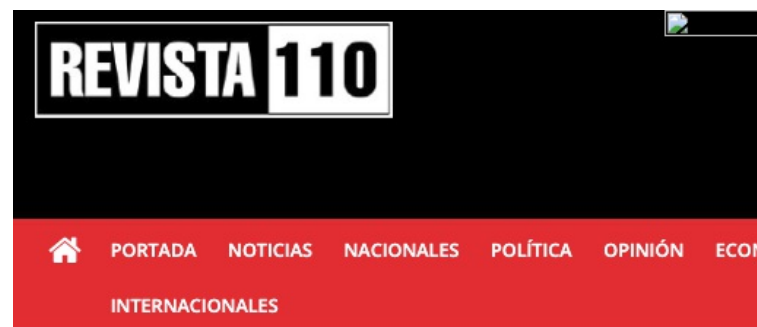 REVISTA 110
PORTADA NOTICIAS NACIONALES POLÍTICA OPINIÓN
INTERNACIONALES